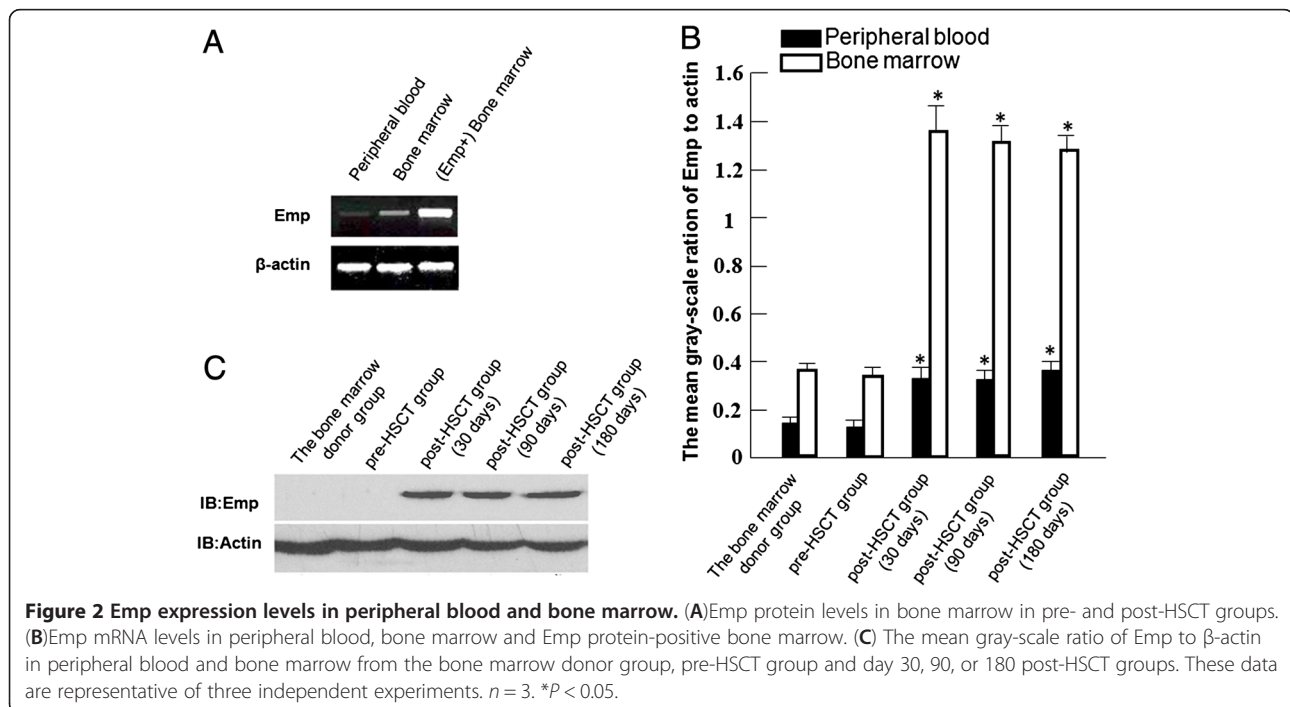 A
Peripheral blood
Bone marrow
(Emp+) Bone marrow
Emp
β-actin
B
Peripheral blood
Bone marrow
The mean gray-scale ration of Emp to actin
1.6
1.4
1.2
1
0.8
0.6
0.4
0.2
0
*
*
*
*
*
*
The bone marrow
donor group
pre-HSCT group
post-HSCT group
(30 days)
post-HSCT group
(90 days)
post-HSCT group
(180 days)
C
The bone marrow
donor group
pre-HSCT group
post-HSCT group
(30 days)
post-HSCT group
(90 days)
post-HSCT group
(180 days)
IB:Emp
IB:Actin
Figure 2 Emp expression levels in peripheral blood and bone marrow. (A)Emp protein levels in bone marrow in pre- and post-HSCT groups.
(B)Emp mRNA levels in peripheral blood, bone marrow and Emp protein-positive bone marrow. (C) The mean gray-scale ratio of Emp to β-actin
in peripheral blood and bone marrow from the bone marrow donor group, pre-HSCT group and day 30, 90, or 180 post-HSCT groups. These data
are representative of three independent experiments. n = 3. *P < 0.05.